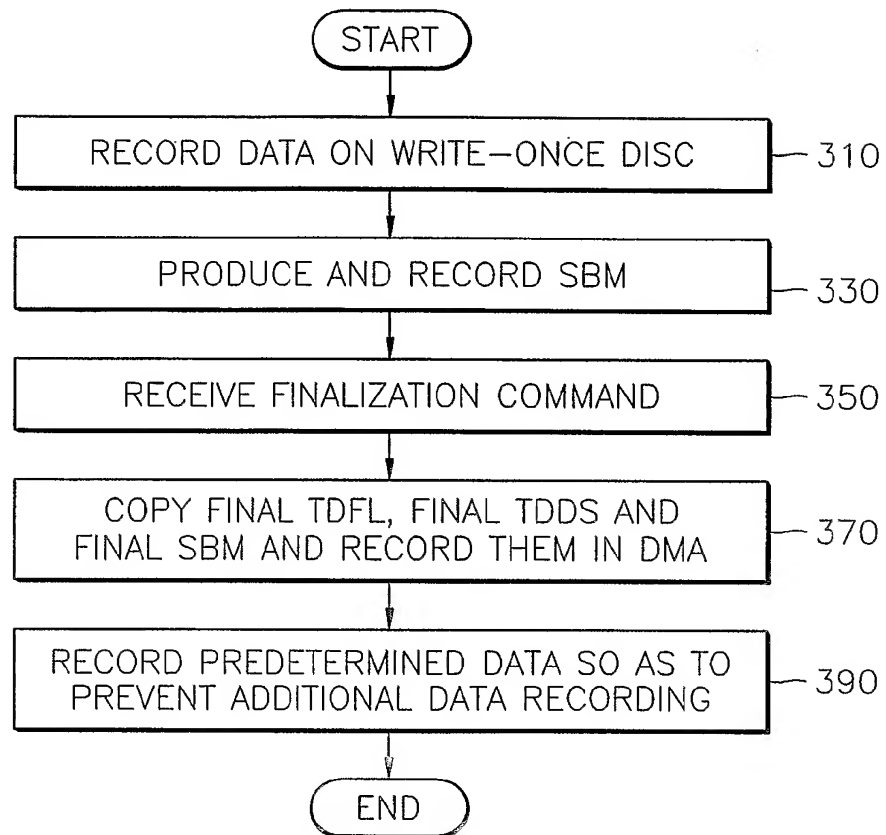 START
RECORD DATA ON WRITE-ONCE DISC
310
PRODUCE AND RECORD SBM
330
RECEIVE FINALIZATION COMMAND
350
COPY FINAL TDFL, FINAL TDDS AND
FINAL SBM AND RECORD THEM IN DMA
370
RECORD PREDETERMINED DATA SO AS TO
PREVENT ADDITIONAL DATA RECORDING
390
END